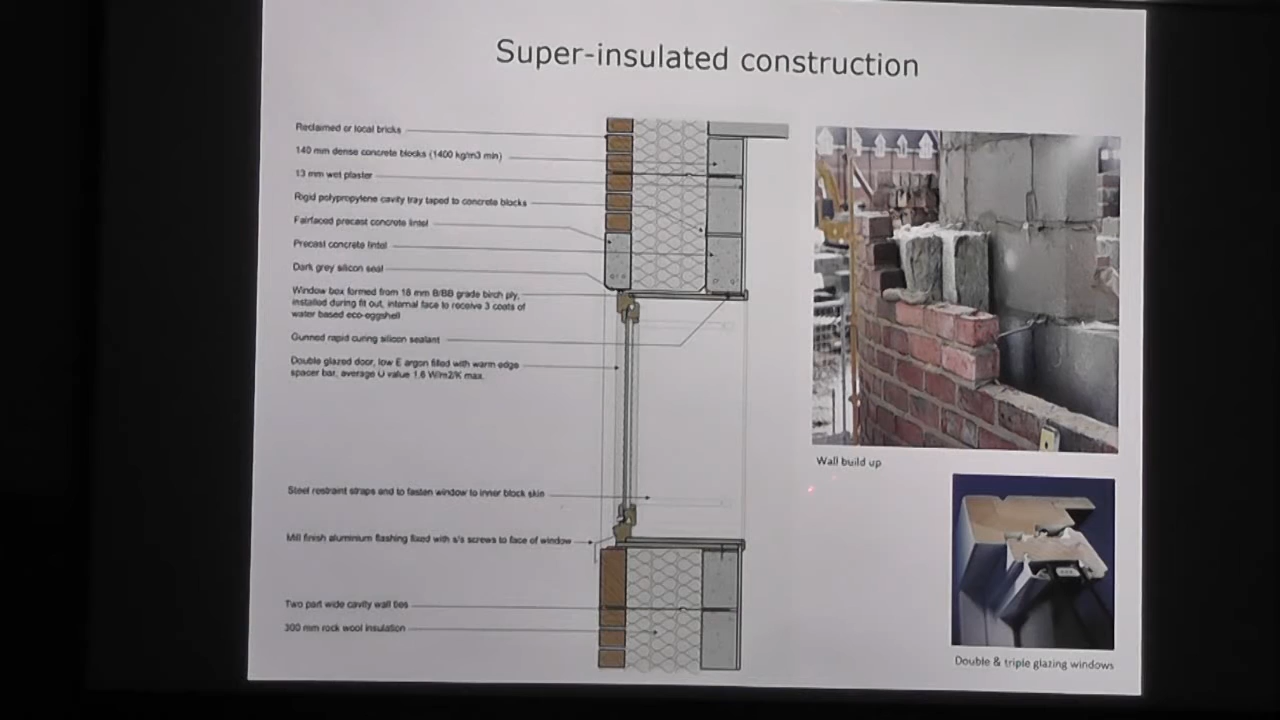 Super-insulated construction
Reclaimed or local bricks
140 mm dense concrete blocks (1400 kg/m3 min)
13 mm wet plaster
Rigid polypropylene cavity tray taped to concrete blocks
Fairfaced precast concrete lintel
Precast concrete lintel
Dark grey silicon seal
Window box formed from 18 mm B/BB grade birch ply,
installed during fit out, internal face to receive 3 coats of
water based eco-eggshell
Gunned rapid curing silicon sealant
Double glazed door, low E argon filled with warm edge
spacer bar, average U value 1.6 W/m2/K max.
Steel restraint straps end to fasten window to inner block skin
Mill finish aluminium flashing fixed with s/s screws to face of window
Two part wide cavity wall ties
300 mm rock wool insulation
Wall build up
Double & triple glazing windows